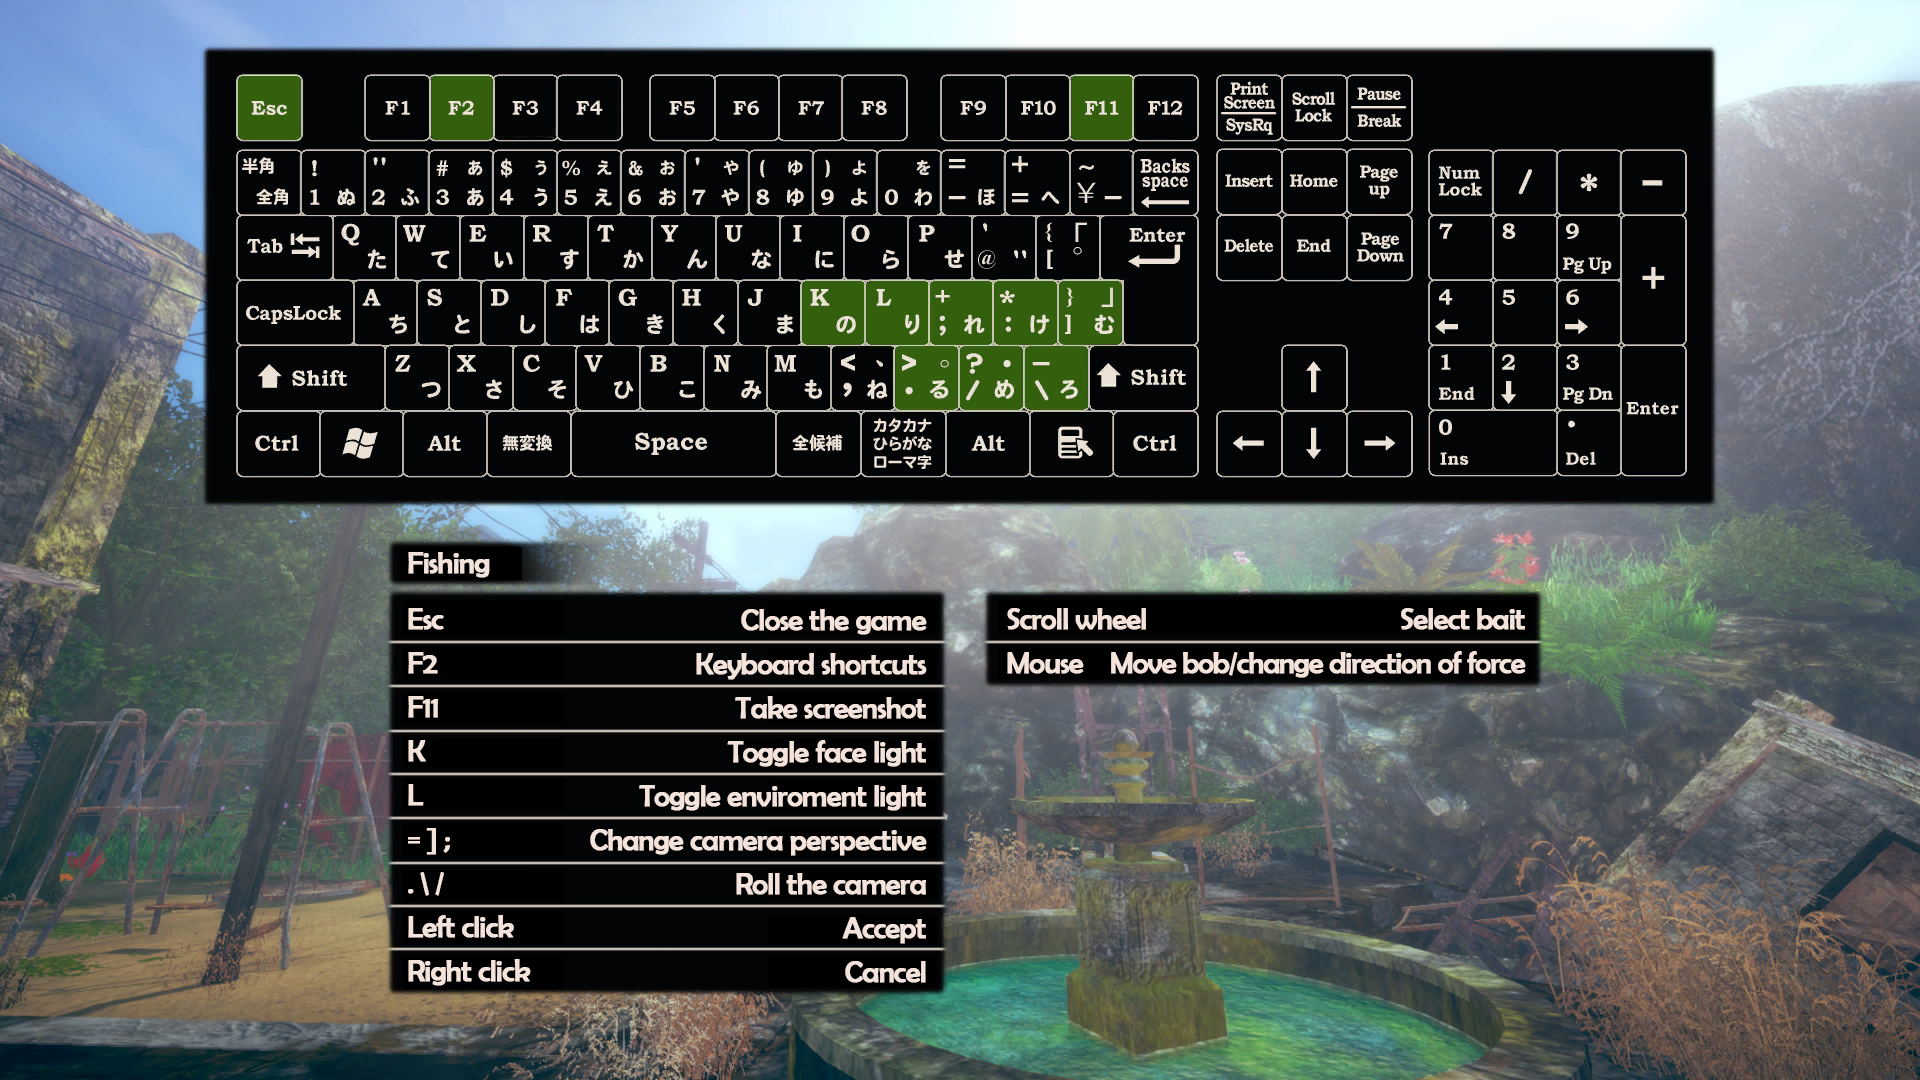 Esc F1 F2 F3 F4 F5 F6 F7 F8 F9 F10 F11 F12 Print Screen SysRq Scroll Lock Pause Break
半角 ! " # あ $ ぅ % ぇ & ぉ ' ゃ ( ゅ ) ょ を = + ~ Backs space Insert Home Page up Num Lock / * −
全角 1 ぬ 2 ふ 3 あ 4 う 5 え 6 お 7 や 8 ゆ 9 よ 0 わ − ほ = へ ¥ −
Tab Q た W て E い R す T か Y ん U な I に O ら P せ ' @ " { 「 [ ° Enter Delete End Page Down 7 8 9 Pg Up +
CapsLock A ち S と D し F は G き H く J ま K の L り + ; れ * : け } 」 ] む 4 ← 5 6 →
Shift Z つ X さ C そ V ひ B こ N み M も < 、 , ね > 。 . る ? ・ / め − \ ろ Shift ↑ 1 End 2 ↓ 3 Pg Dn Enter
Ctrl Alt 無変換 Space 全候補 カタカナ ひらがな ローマ字 Alt Ctrl ← ↓ → 0 Ins . Del
Fishing
Esc Close the game
F2 Keyboard shortcuts
F11 Take screenshot
K Toggle face light
L Toggle enviroment light
= ] ; Change camera perspective
. \ / Roll the camera
Left click Accept
Right click Cancel
Scroll wheel Select bait
Mouse Move bob/change direction of force